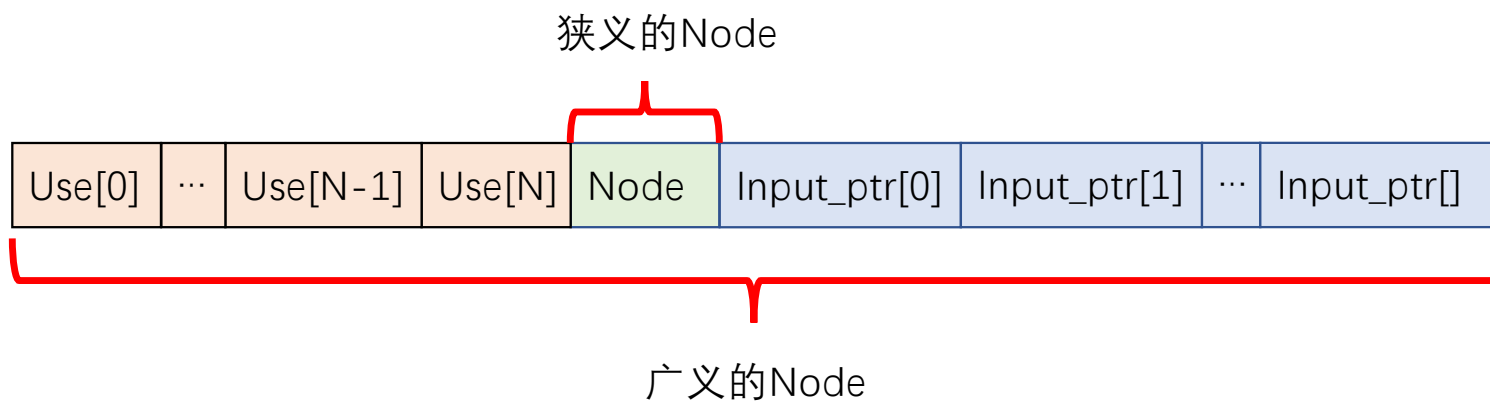 狭义的Node
Use[0] ... Use[N-1] Use[N] Node Input_ptr[0] Input_ptr[1] ... Input_ptr[]
广义的Node